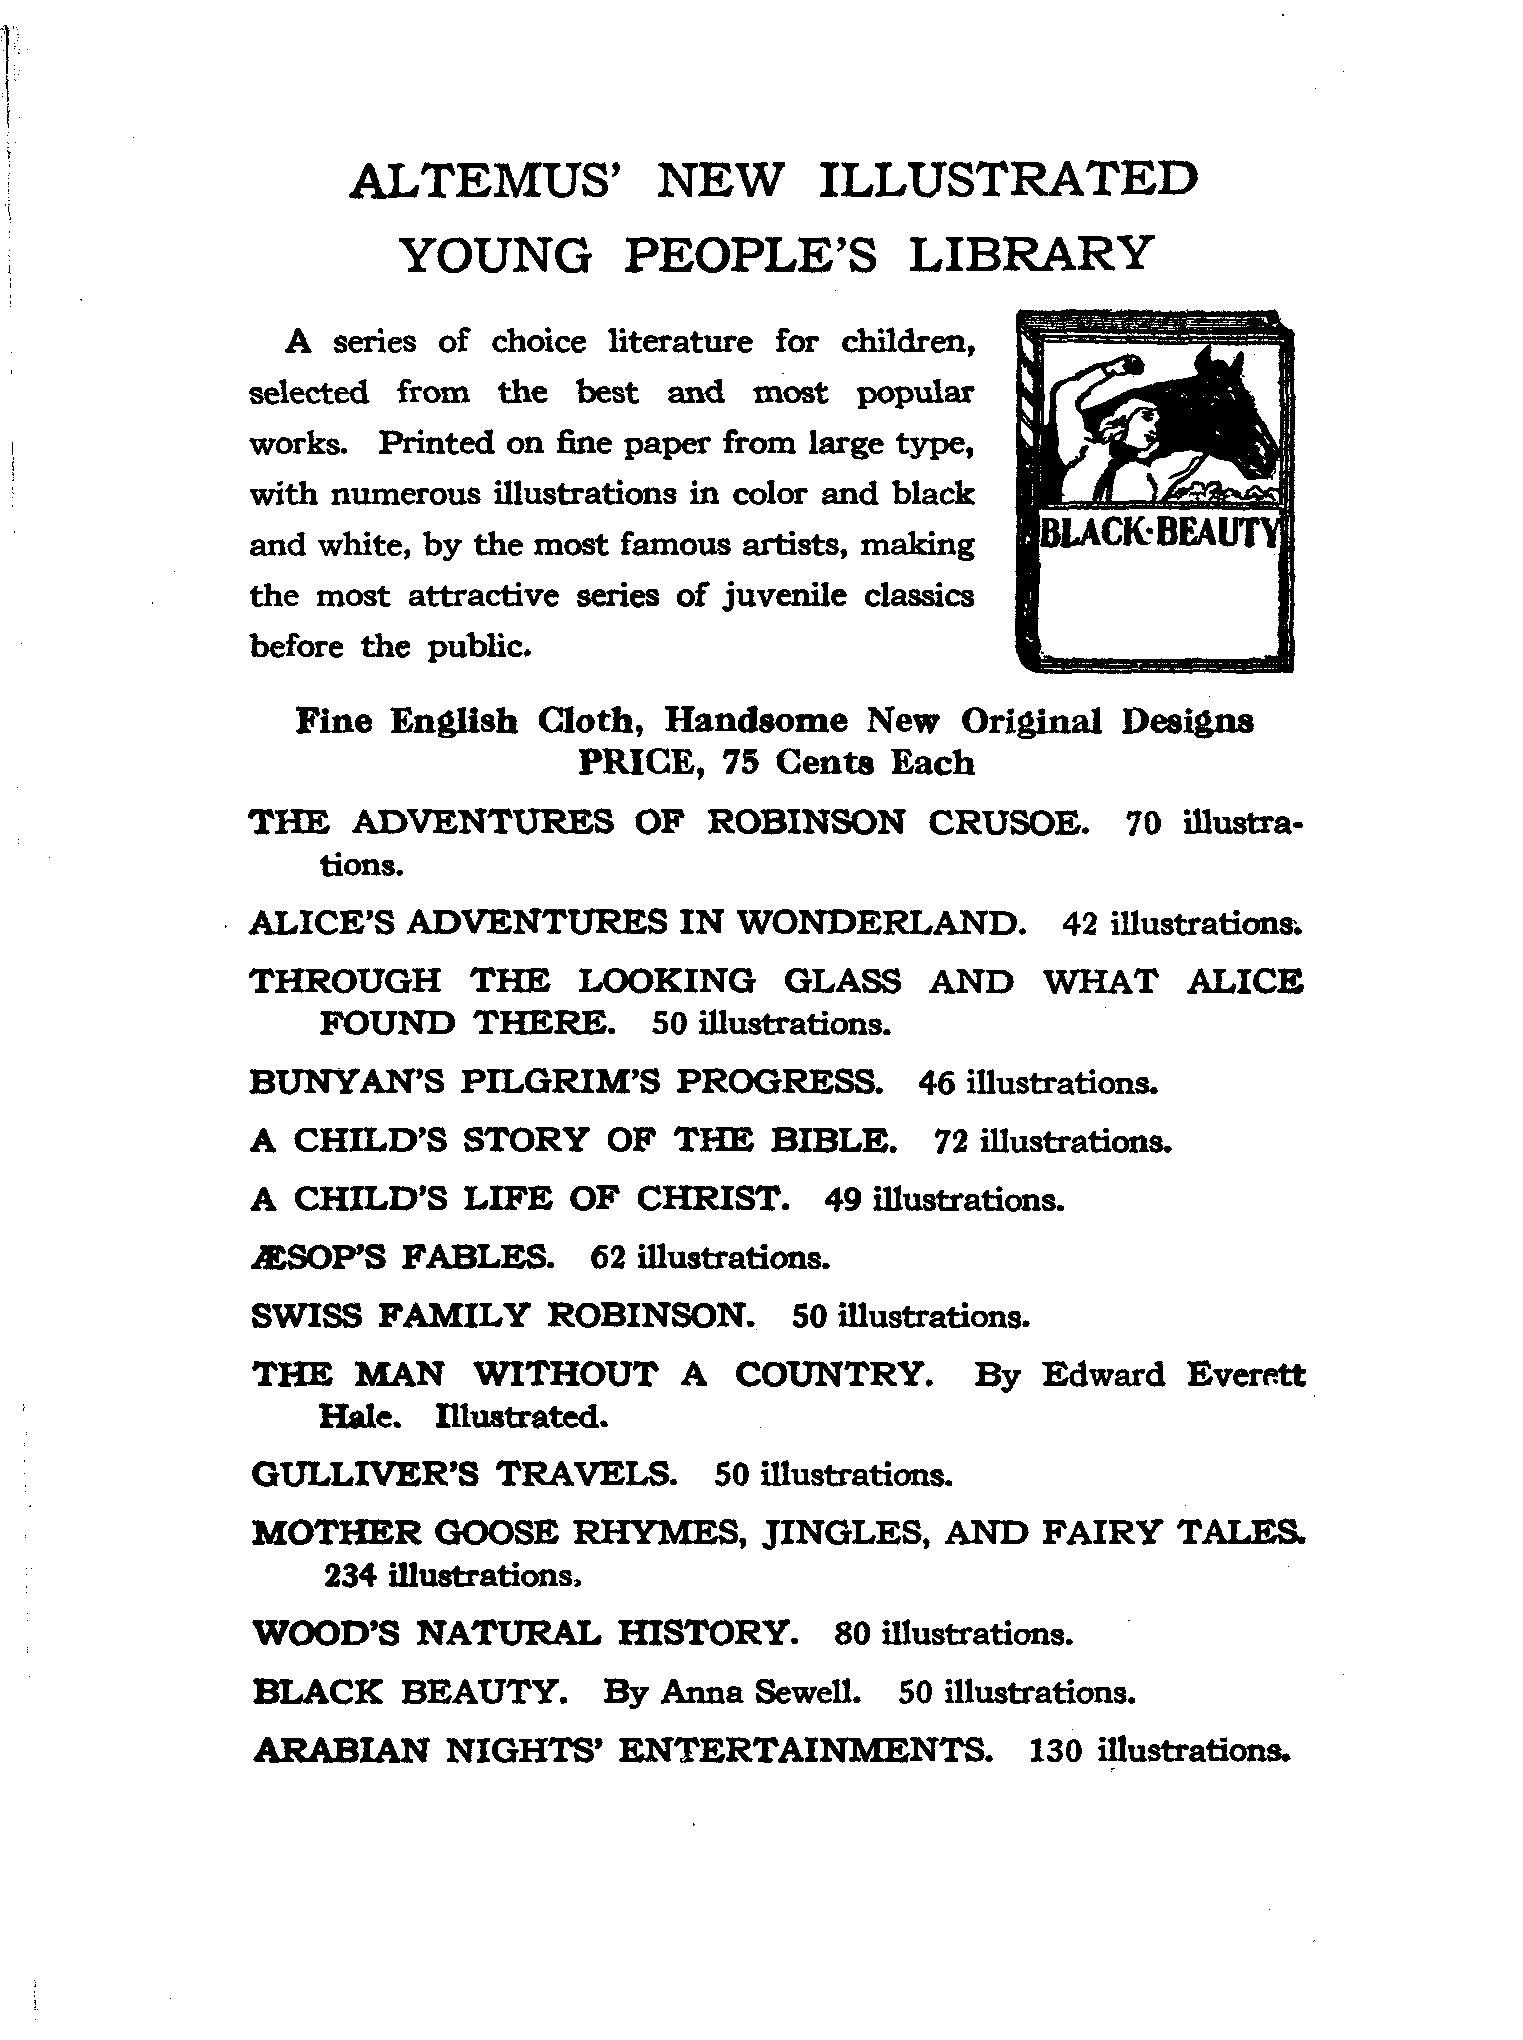 ALTEMUS' NEW ILLUSTRATED
YOUNG PEOPLE'S LIBRARY
A series of choice literature for children,
selected from the best and most popular
works. Printed on fine paper from large type,
with numerous illustrations in color and black
and white, by the most famous artists, making
the most attractive series of juvenile classics
before the public.
BLACK·BEAUTY
Fine English Cloth, Handsome New Original Designs
PRICE, 75 Cents Each
THE ADVENTURES OF ROBINSON CRUSOE. 70 illustra-
tions.
ALICE'S ADVENTURES IN WONDERLAND. 42 illustrations.
THROUGH THE LOOKING GLASS AND WHAT ALICE
FOUND THERE. 50 illustrations.
BUNYAN'S PILGRIM'S PROGRESS. 46 illustrations.
A CHILD'S STORY OF THE BIBLE. 72 illustrations.
A CHILD'S LIFE OF CHRIST. 49 illustrations.
ÆSOP'S FABLES. 62 illustrations.
SWISS FAMILY ROBINSON. 50 illustrations.
THE MAN WITHOUT A COUNTRY. By Edward Everett
Hale. Illustrated.
GULLIVER'S TRAVELS. 50 illustrations.
MOTHER GOOSE RHYMES, JINGLES, AND FAIRY TALES.
234 illustrations.
WOOD'S NATURAL HISTORY. 80 illustrations.
BLACK BEAUTY. By Anna Sewell. 50 illustrations.
ARABIAN NIGHTS' ENTERTAINMENTS. 130 illustrations.